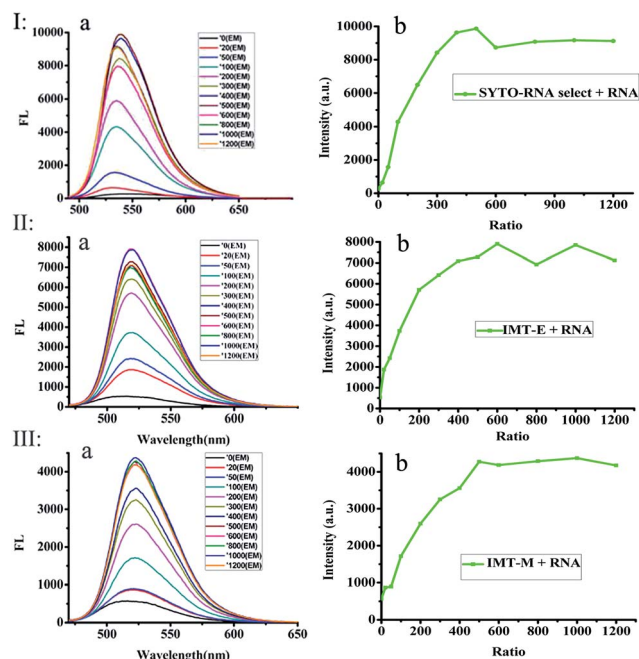 I:
a
FL
10000
8000
6000
4000
2000
0
500
550
600
650
'0(EM)
'20(EM)
'50(EM)
'100(EM)
'200(EM)
'300(EM)
'400(EM)
'500(EM)
'600(EM)
'800(EM)
'1000(EM)
'1200(EM)
b
Intensity (a.u.)
10000
8000
6000
4000
2000
0
SYTO-RNA select + RNA
0
300
600
900
1200
Ratio
II:
a
FL
8000
7000
6000
5000
4000
3000
2000
1000
0
'0(EM)
'20(EM)
'50(EM)
'100(EM)
'200(EM)
'300(EM)
'400(EM)
'500(EM)
'600(EM)
'800(EM)
'1000(EM)
'1200(EM)
500
550
600
Wavelength(nm)
b
Intensity (a.u.)
8000
7000
6000
5000
4000
3000
2000
1000
0
IMT-E + RNA
0
200
400
600
800
1000
1200
Ratio
III:
a
FL
4000
3000
2000
1000
0
'0(EM)
'20(EM)
'50(EM)
'100(EM)
'200(EM)
'300(EM)
'400(EM)
'500(EM)
'600(EM)
'800(EM)
'1000(EM)
'1200(EM)
500
550
600
650
Wavelength(nm)
b
Intensity (a.u.)
5000
4000
3000
2000
1000
0
IMT-M + RNA
0
200
400
600
800
1000
1200
Ratio